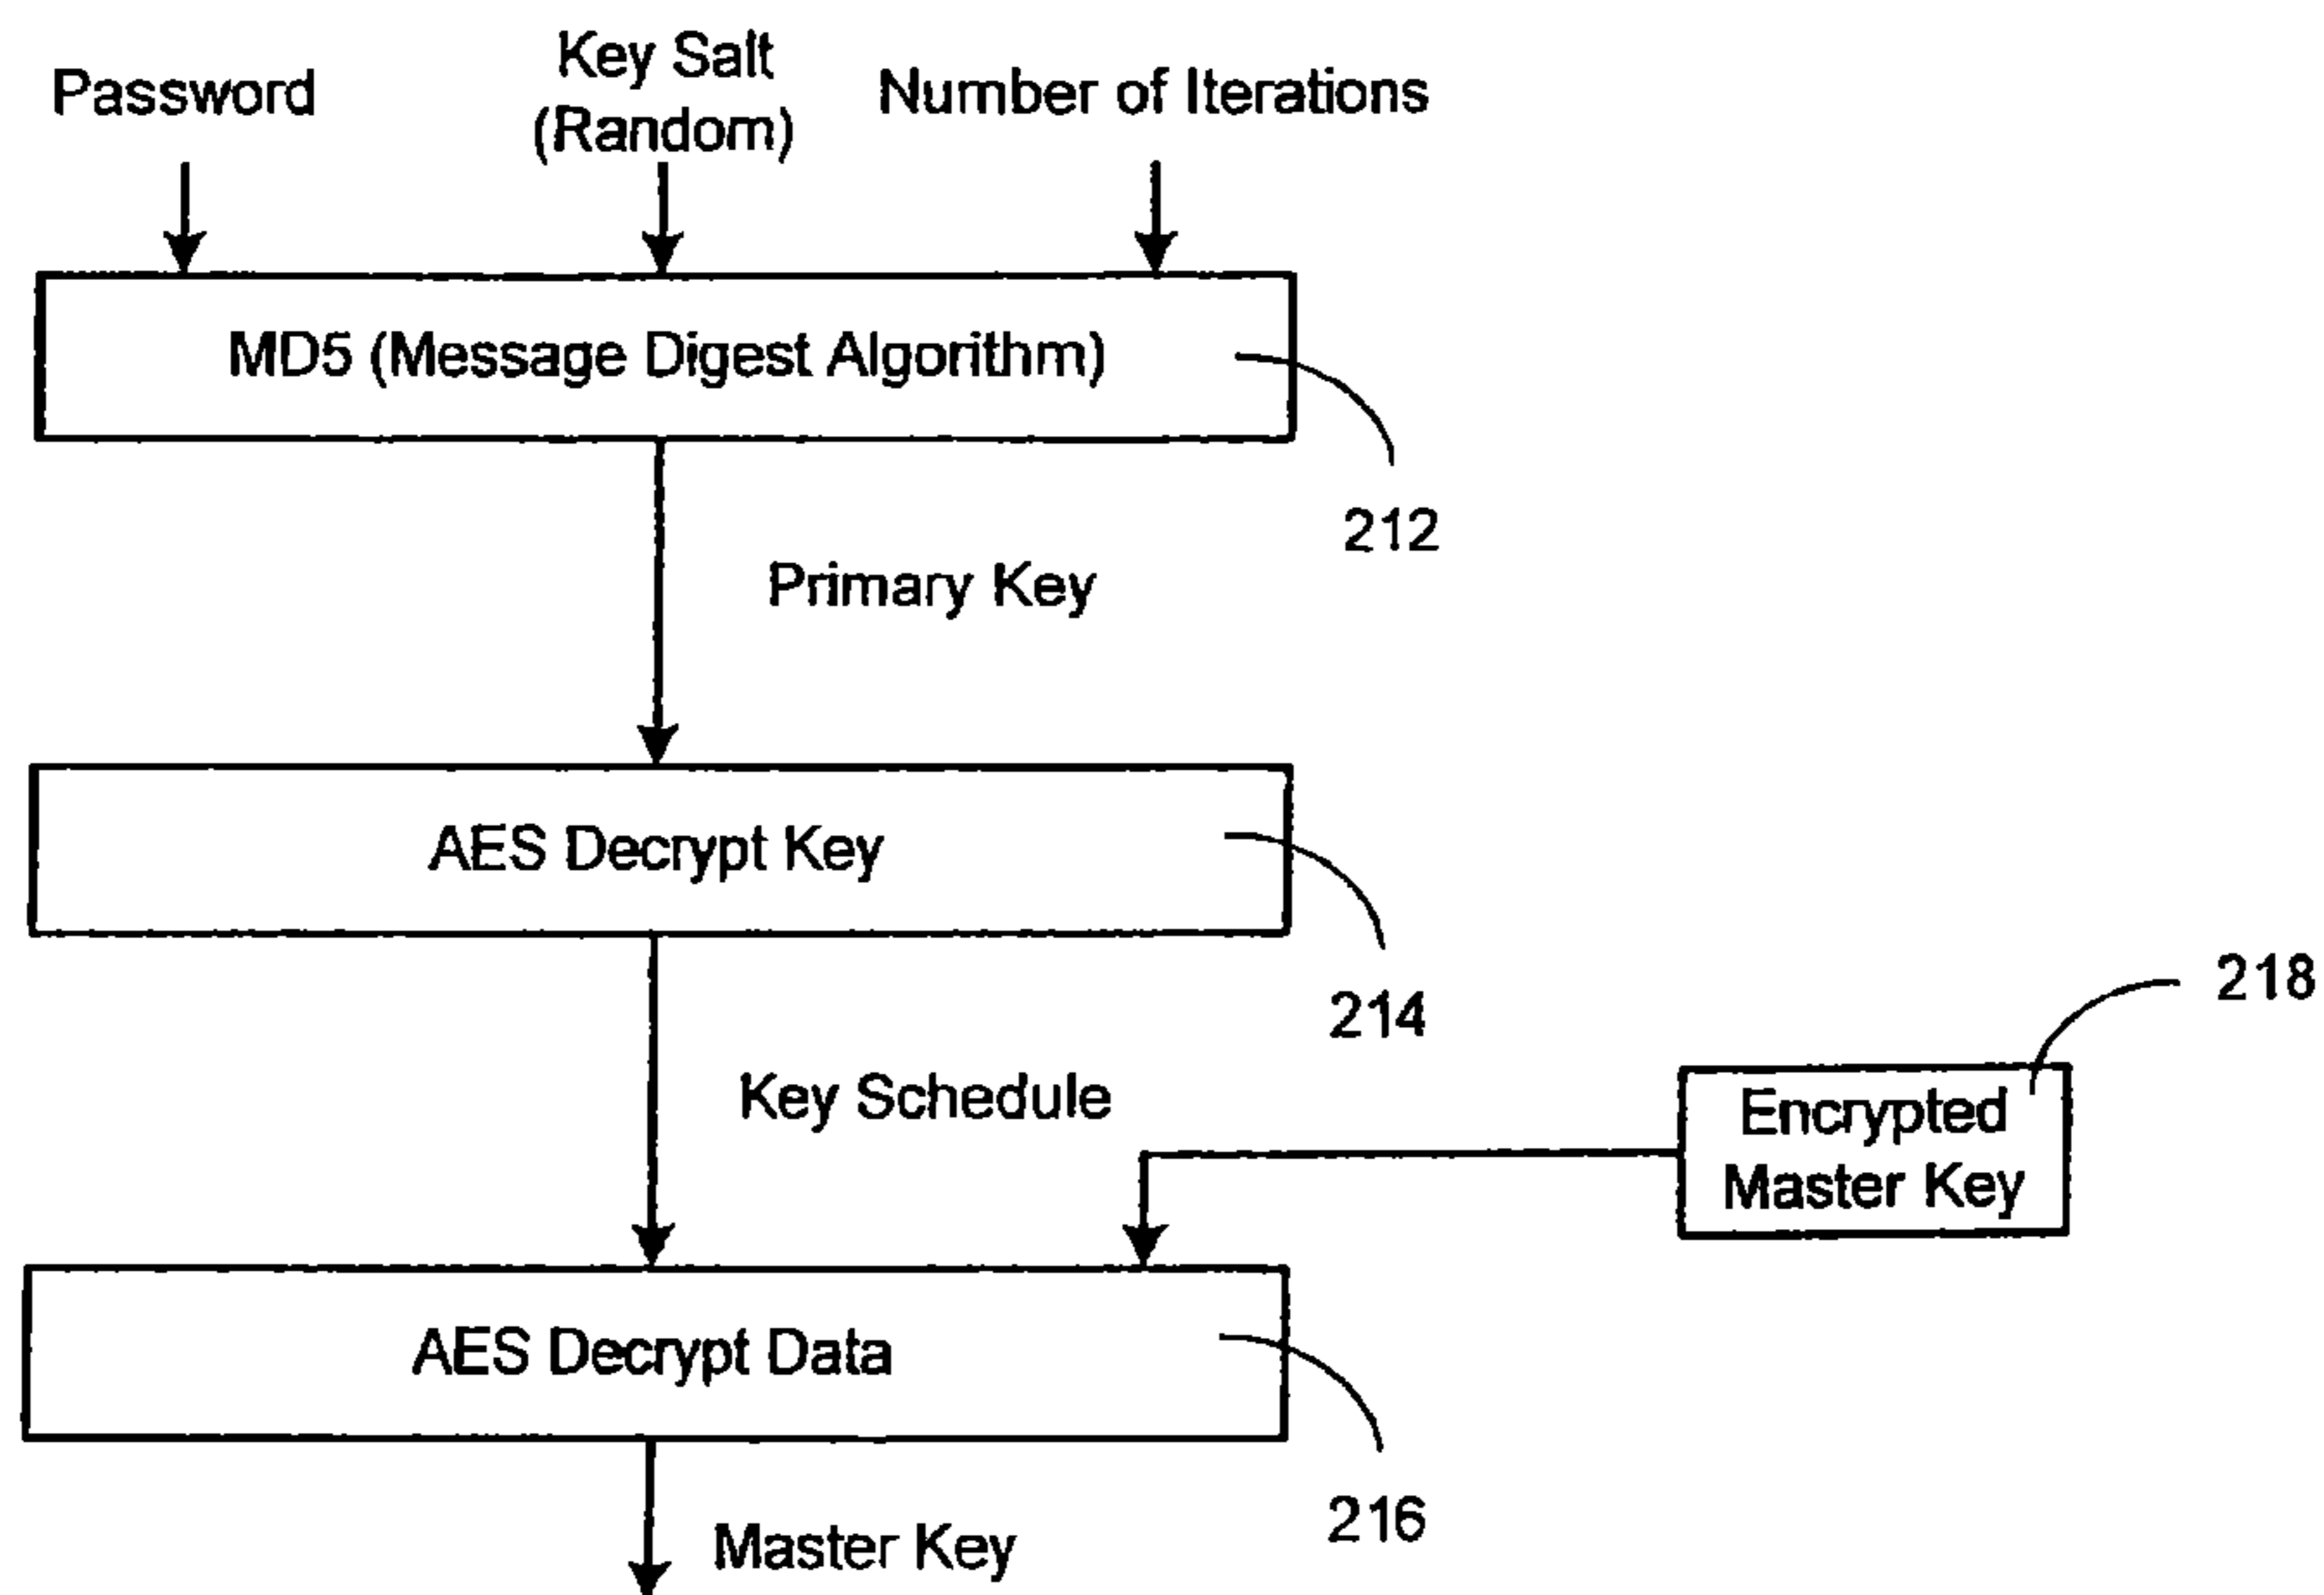 Password
Key Salt
(Random)
Number of Iterations
MD5 (Message Digest Algorithm)
212
Primary Key
AES Decrypt Key
214
218
Key Schedule
Encrypted
Master Key
AES Decrypt Data
216
Master Key